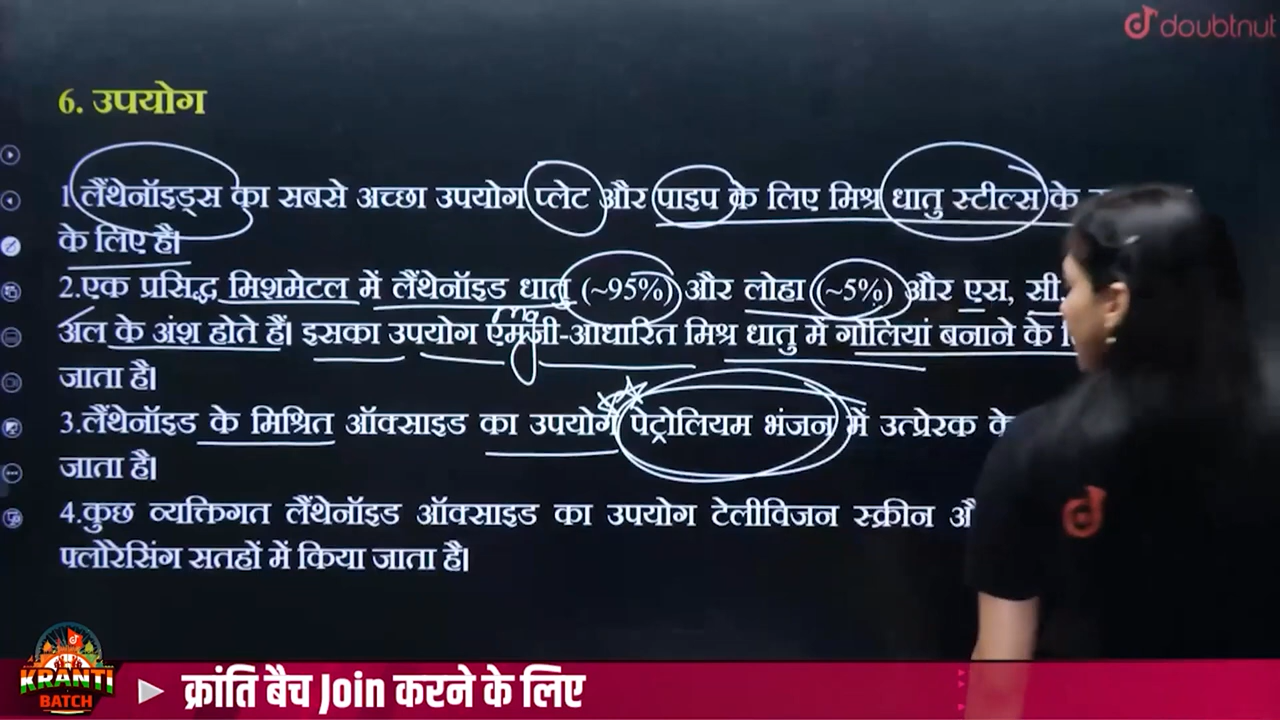 doubtnut
6. उपयोग
1.लैंथेनॉइड्स का सबसे अच्छा उपयोग प्लेट और पाइप के लिए मिश्र धातु स्टील्स के
के लिए है।
2.एक प्रसिद्ध मिशमेटल में लैंथेनॉइड धातु (~95%) और लोहा (~5%) और एस, सी,
अल के अंश होते हैं। इसका उपयोग एमजी-आधारित मिश्र धातु में गोलियां बनाने के
Mg
जाता है।
3.लैंथेनॉइड के मिश्रित ऑक्साइड का उपयोग पेट्रोलियम भंजन में उत्प्रेरक के
जाता है।
4.कुछ व्यक्तिगत लैंथेनॉइड ऑक्साइड का उपयोग टेलीविजन स्क्रीन
फ्लोरेसिंग सतहों में किया जाता है।
KRANTI
BATCH
क्रांति बैच Join करने के लिए